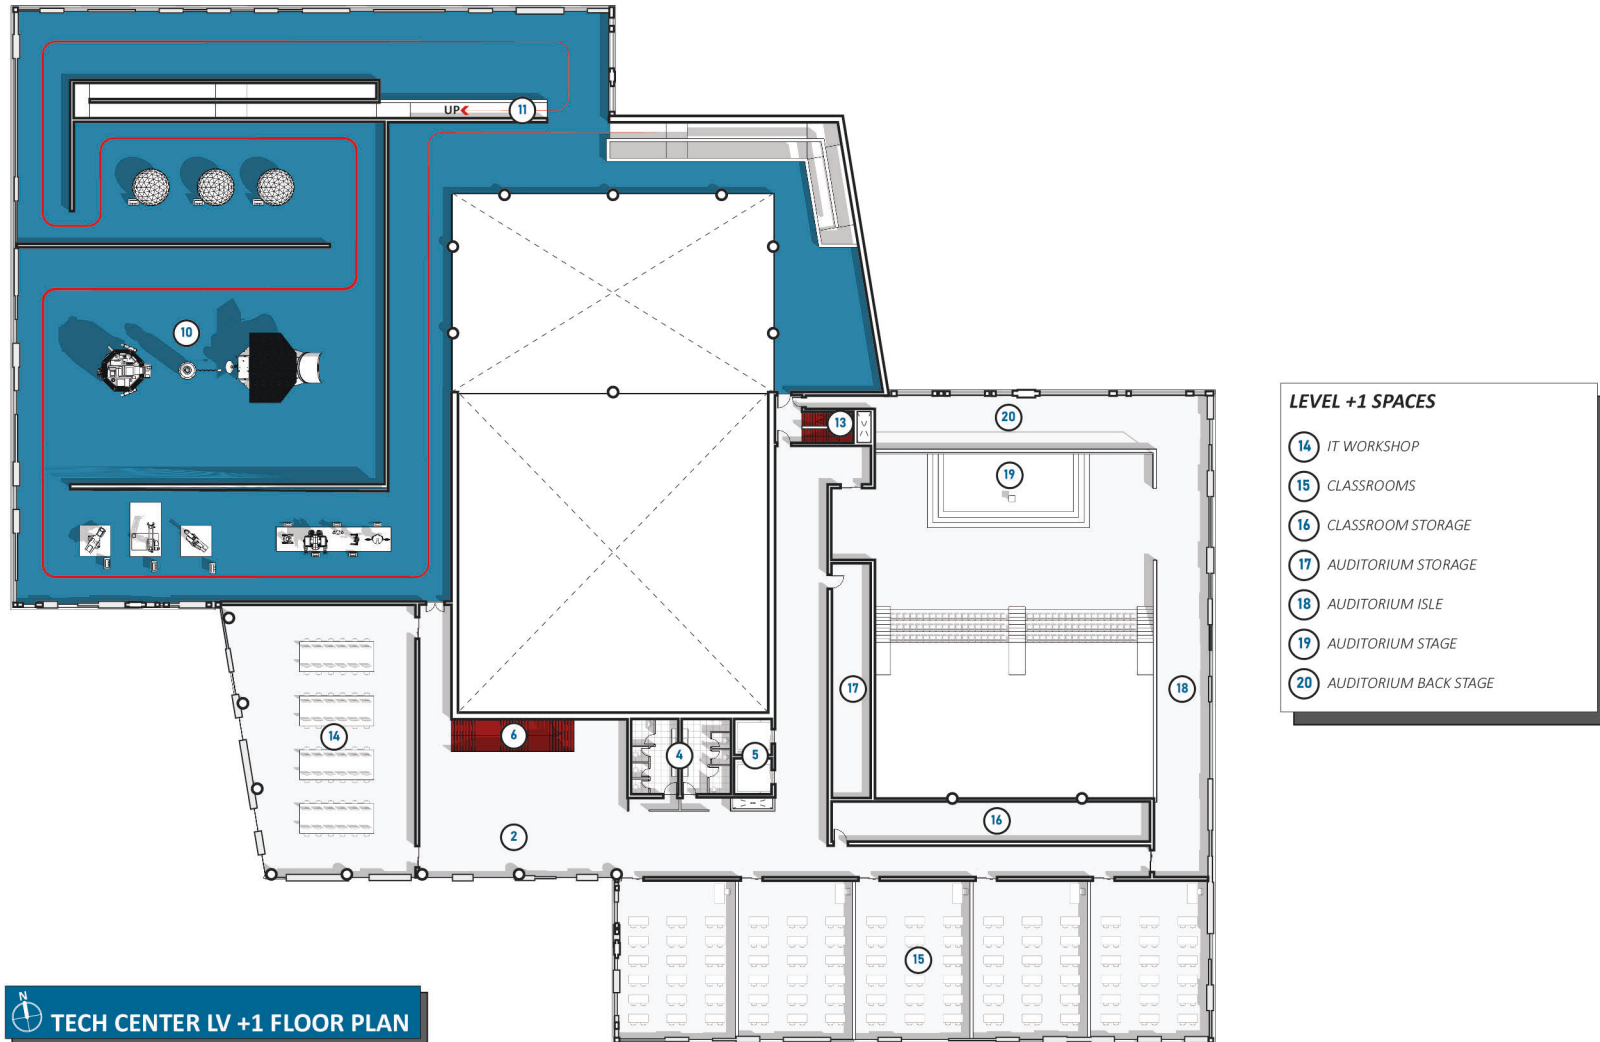 UP
11
10
13
20
19
17
18
14
6
4
5
2
16
15
LEVEL +1 SPACES
14 IT WORKSHOP
15 CLASSROOMS
16 CLASSROOM STORAGE
17 AUDITORIUM STORAGE
18 AUDITORIUM ISLE
19 AUDITORIUM STAGE
20 AUDITORIUM BACK STAGE
N
TECH CENTER LV +1 FLOOR PLAN